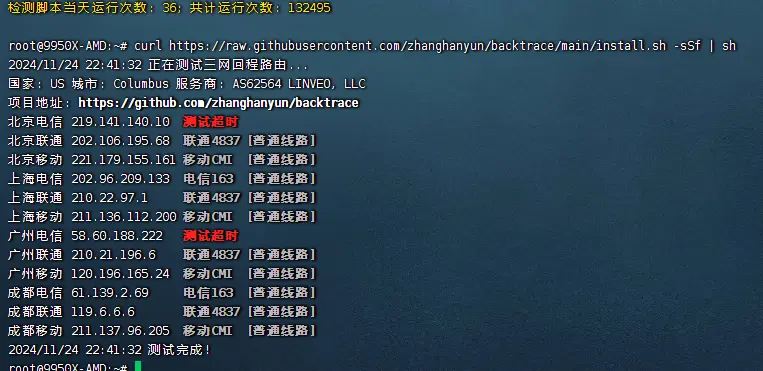 检测脚本当天运行次数: 36; 共计运行次数: 132495
root@9950X-AMD:~# curl https://raw.githubusercontent.com/zhanghanyun/backtrace/main/install.sh -sSf | sh
2024/11/24 22:41:32 正在测试三网回程路由...
国家: US 城市: Columbus 服务商: AS62564 LINVEO, LLC
项目地址: https://github.com/zhanghanyun/backtrace
北京电信 219.141.140.10 测试超时
北京联通 202.106.195.68 联通4837 [普通线路]
北京移动 221.179.155.161 移动CMI [普通线路]
上海电信 202.96.209.133 电信163 [普通线路]
上海联通 210.22.97.1 联通4837 [普通线路]
上海移动 211.136.112.200 移动CMI [普通线路]
广州电信 58.60.188.222 测试超时
广州联通 210.21.196.6 联通4837 [普通线路]
广州移动 120.196.165.24 移动CMI [普通线路]
成都电信 61.139.2.69 电信163 [普通线路]
成都联通 119.6.6.6 联通4837 [普通线路]
成都移动 211.137.96.205 移动CMI [普通线路]
2024/11/24 22:41:32 测试完成!
root@9950X-AMD:~#